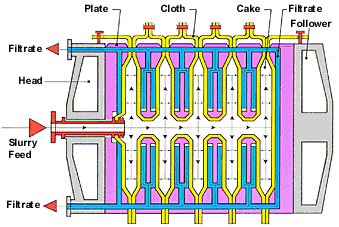 Plate
Cloth
Cake
Filtrate
Follower
Filtrate
Head
Slurry
Feed
Filtrate